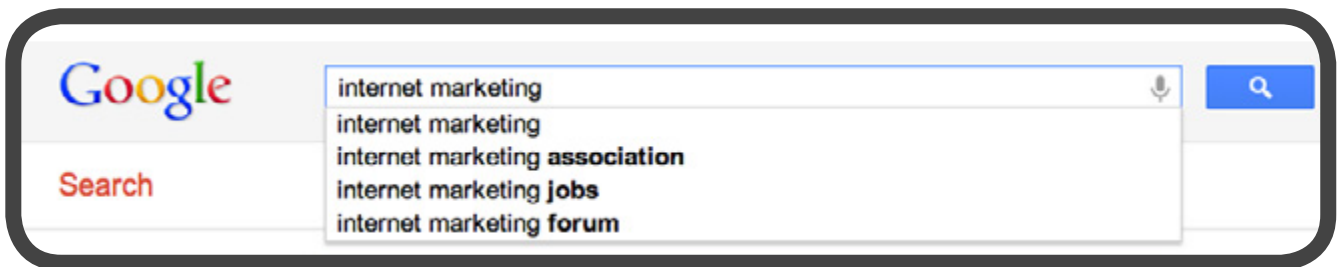 Google
internet marketing
internet marketing
internet marketing association
Search
internet marketing jobs
internet marketing forum